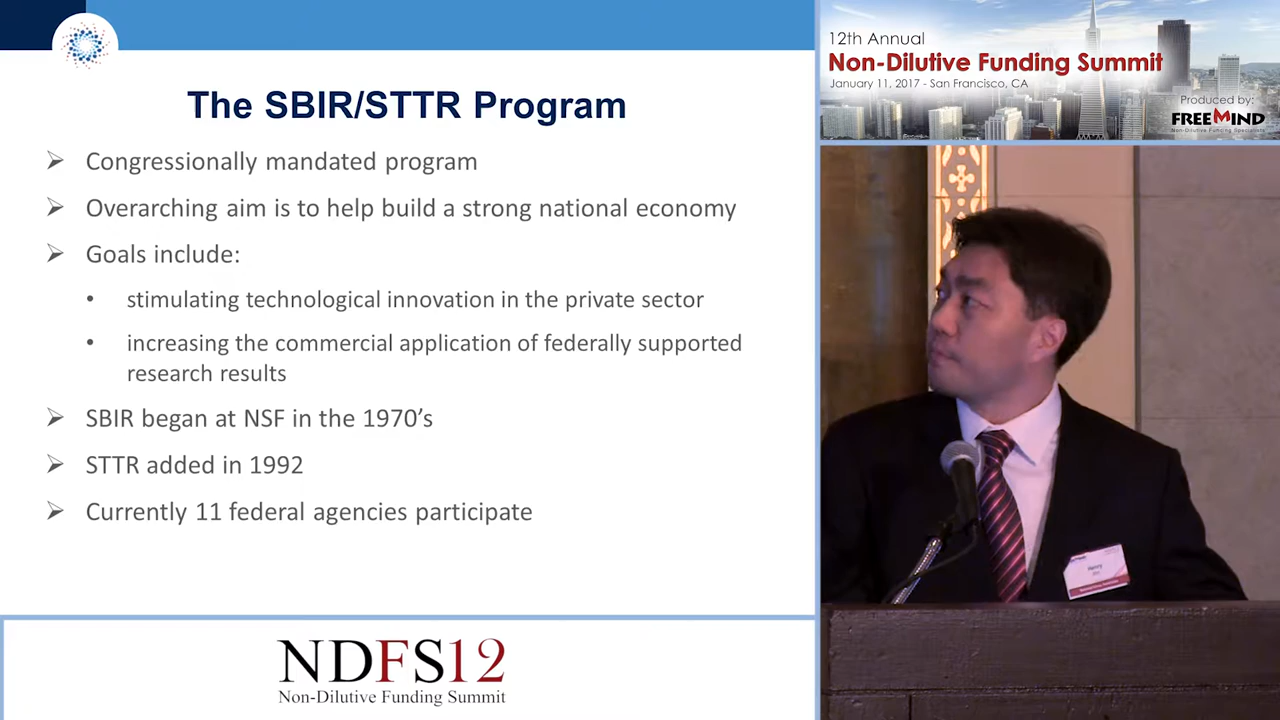 The SBIR/STTR Program
Congressionally mandated program
Overarching aim is to help build a strong national economy
Goals include:
stimulating technological innovation in the private sector
increasing the commercial application of federally supported
research results
SBIR began at NSF in the 1970’s
STTR added in 1992
Currently 11 federal agencies participate
NDFS12
Non-Dilutive Funding Summit
12th Annual
Non-Dilutive Funding Summit
January 11, 2017 - San Francisco, CA
Produced by:
FREEMIND
Non-Dilutive Funding Specialists
Henry